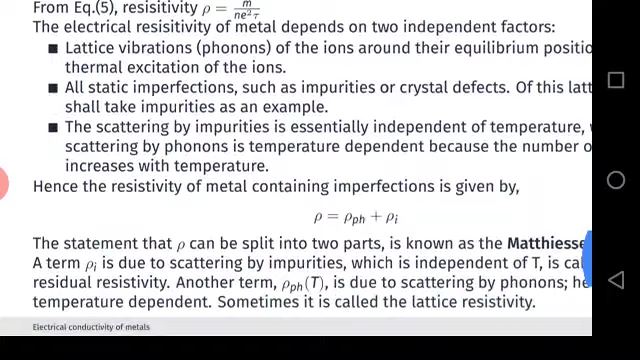 From Eq.(5), resisitivity ρ = m/ne²τ
The electrical resisitivity of metal depends on two independent factors:
■ Lattice vibrations (phonons) of the ions around their equilibrium positio
thermal excitation of the ions.
■ All static imperfections, such as impurities or crystal defects. Of this latt
shall take impurities as an example.
■ The scattering by impurities is essentially independent of temperature,
scattering by phonons is temperature dependent because the number o
increases with temperature.
Hence the resistivity of metal containing imperfections is given by,
ρ = ρph + ρi
The statement that ρ can be split into two parts, is known as the Matthiesse
A term ρi is due to scattering by impurities, which is independent of T, is cal
residual resistivity. Another term, ρph(T), is due to scattering by phonons; he
temperature dependent. Sometimes it is called the lattice resistivity.
Electrical conductivity of metals